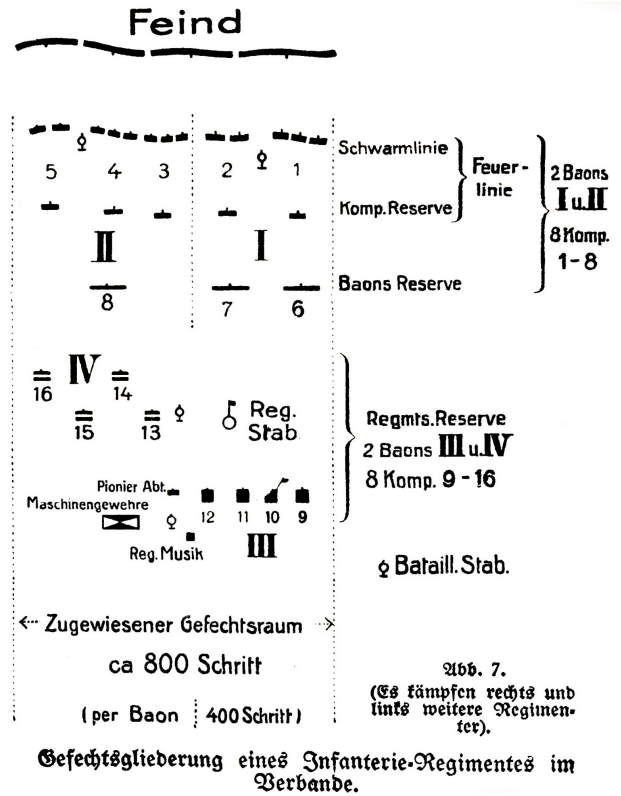 Feind
5 4 3 2 1
Schwarmlinie
Feuer-
linie
Komp. Reserve
2 Baons
I u. II
8 Komp.
1-8
II I
8 7 6
Baons Reserve
IV
16 14
15 13
Reg.
Stab
Regmts. Reserve
2 Baons III u. IV
8 Komp. 9-16
Pionier Abt.
Maschinengewehre
12 11 10 9
Reg. Musik
III
Bataill. Stab.
Zugewiesener Gefechtsraum
ca 800 Schritt
(per Baon 400 Schritt)
Abb. 7.
(Es kämpfen rechts und
links weitere Regimen-
ter).
Gefechtsgliederung eines Infanterie-Regimentes im
Verbande.